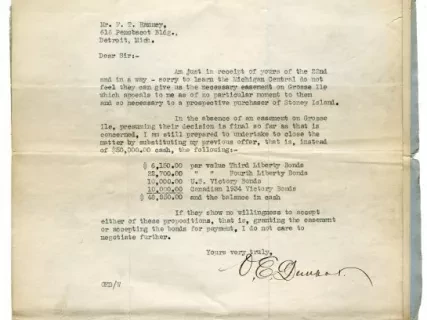 Mr. F. T. Ranney,
612 Penobscot Bldg.,
Detroit, Mich.
Dear Sir:-
Am just in receipt of yours of the 22nd
and in a way - sorry to learn the Michigan Central do not
feel they can give us the necessary easement on Grosse Ile
which appeals to me as of no particular moment to them
and so necessary to a prospective purchaser of Stoney Island.
In the absence of an easement on Grosse
Ile, presuming their decision is final so far as that is
concerned, I am still prepared to undertake to close the
matter by substituting my previous offer, that is, instead
of $50,000.00 cash, the following:-
$ 6,150.00 par value Third Liberty Bonds
" " Fourth Liberty Bonds
10,000.00 U.S. Victory Bonds
10,000.00 Canadian 1934 Victory Bonds
and the balance in cash
If they show no willingness to accept
either of these propositions, that is, granting the easement
or accepting the bonds for payment, I do not care to
negotiate further.
Yours very truly,
O. E. Dunbar.
OED/W